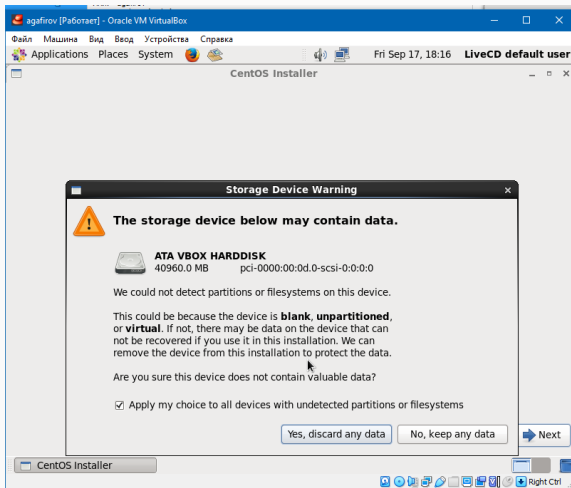 agafirov [Работает] - Oracle VM VirtualBox
Файл Машина Вид Ввод Устройства Справка
Applications Places System Fri Sep 17, 18:16 LiveCD default user
CentOS Installer
Storage Device Warning
The storage device below may contain data.
ATA VBOX HARDDISK
40960.0 MB pci-0000:00:0d.0-scsi-0:0:0:0
We could not detect partitions or filesystems on this device.
This could be because the device is blank, unpartitioned,
or virtual. If not, there may be data on the device that can
not be recovered if you use it in this installation. We can
remove the device from this installation to protect the data.
Are you sure this device does not contain valuable data?
Apply my choice to all devices with undetected partitions or filesystems
Yes, discard any data No, keep any data Next
CentOS Installer
Right Ctrl